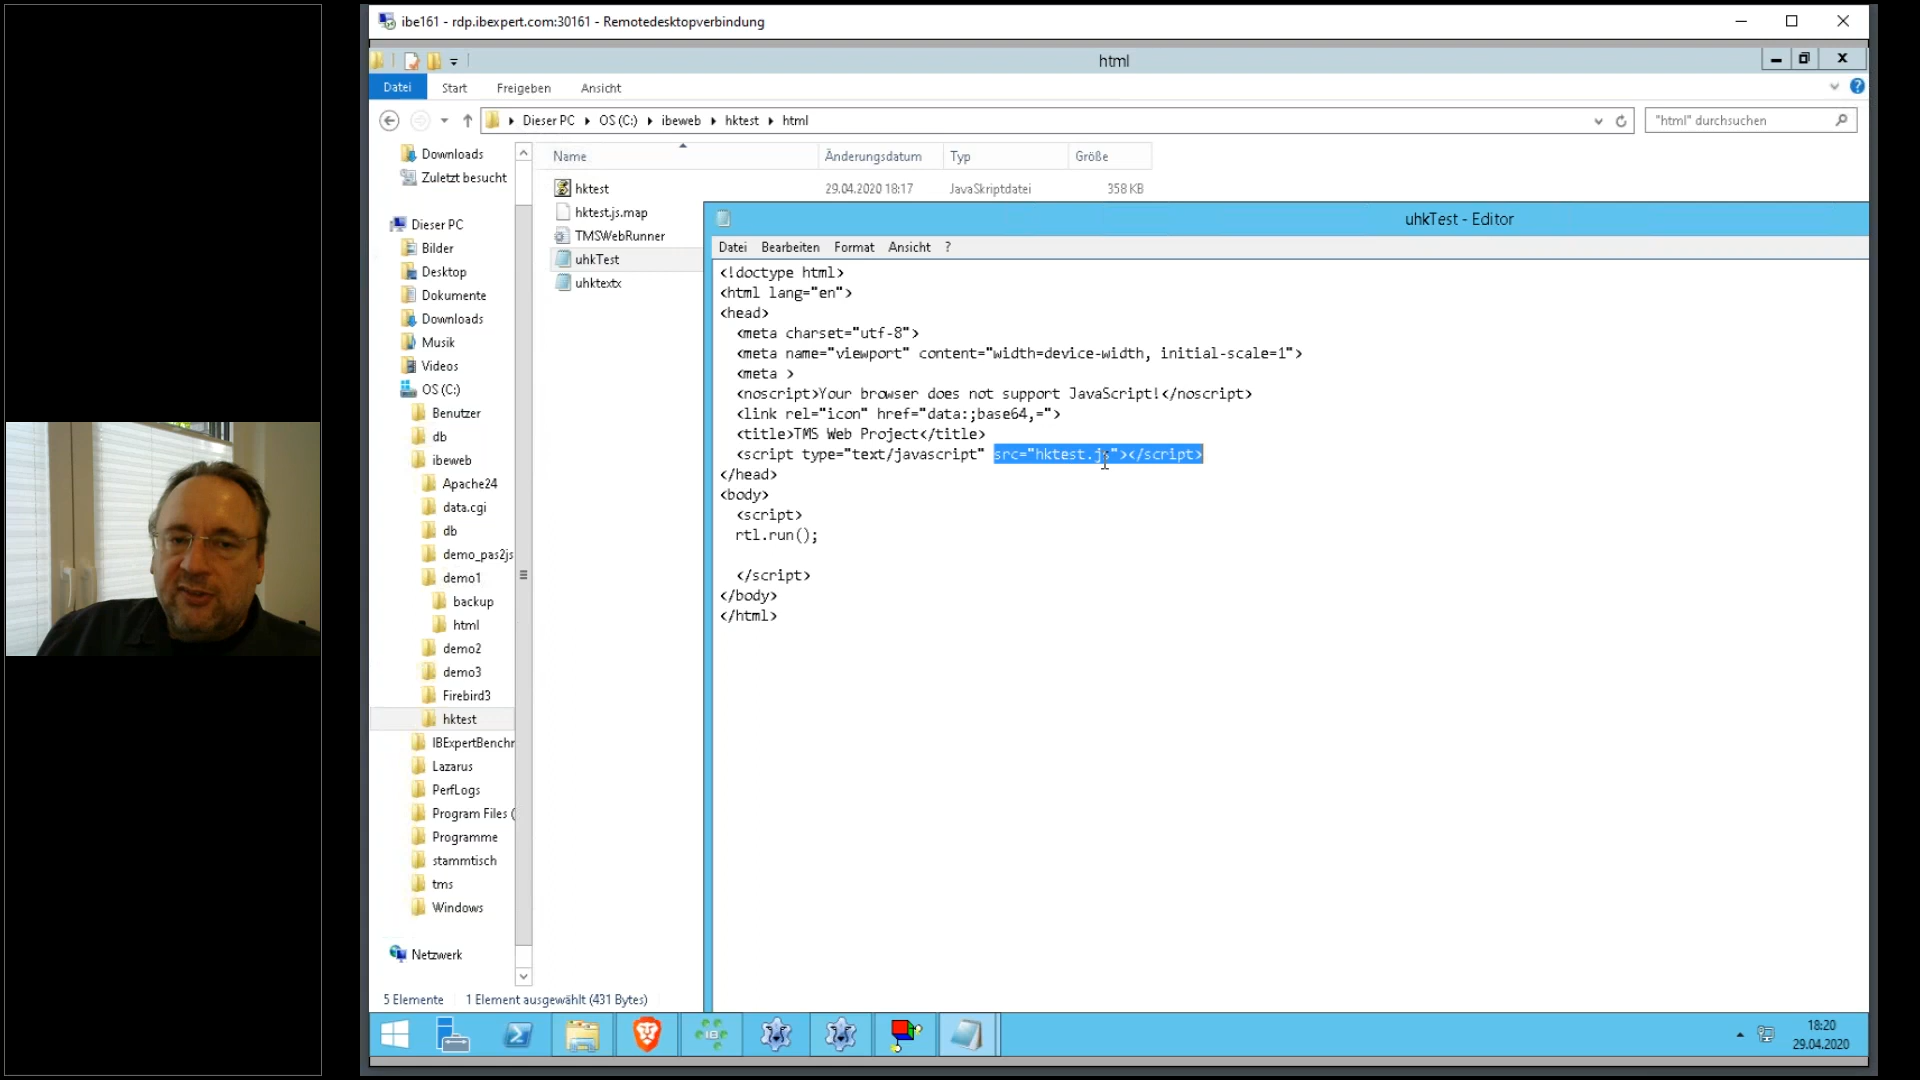 ibe161 - rdp.ibexpert.com:30161 - Remotedesktopverbindung
html
Datei Start Freigeben Ansicht
Dieser PC OS (C:) ibeweb hktest html
"html" durchsuchen
Downloads
Zuletzt besucht
Dieser PC
Bilder
Desktop
Dokumente
Downloads
Musik
Videos
OS (C:)
Benutzer
db
ibeweb
Apache24
data.cgi
db
demo_pas2js
demo1
backup
html
demo2
demo3
Firebird3
hktest
IBExpertBenchr
Lazarus
PerfLogs
Program Files (
Programme
stammtisch
tms
Windows
Netzwerk
Name Änderungsdatum Typ Größe
hktest 29.04.2020 18:17 JavaSkriptdatei 358 KB
hktest.js.map
TMSWebRunner
uhkTest
uhktextx
uhkTest - Editor
Datei Bearbeiten Format Ansicht ?
<!doctype html>
<html lang="en">
<head>
<meta charset="utf-8">
<meta name="viewport" content="width=device-width, initial-scale=1">
<meta >
<noscript>Your browser does not support JavaScript!</noscript>
<link rel="icon" href="data:;base64,=">
<title>TMS Web Project</title>
<script type="text/javascript" src="hktest.js"></script>
</head>
<body>
<script>
rtl.run();
</script>
</body>
</html>
5 Elemente 1 Element ausgewählt (431 Bytes)
18:20
29.04.2020